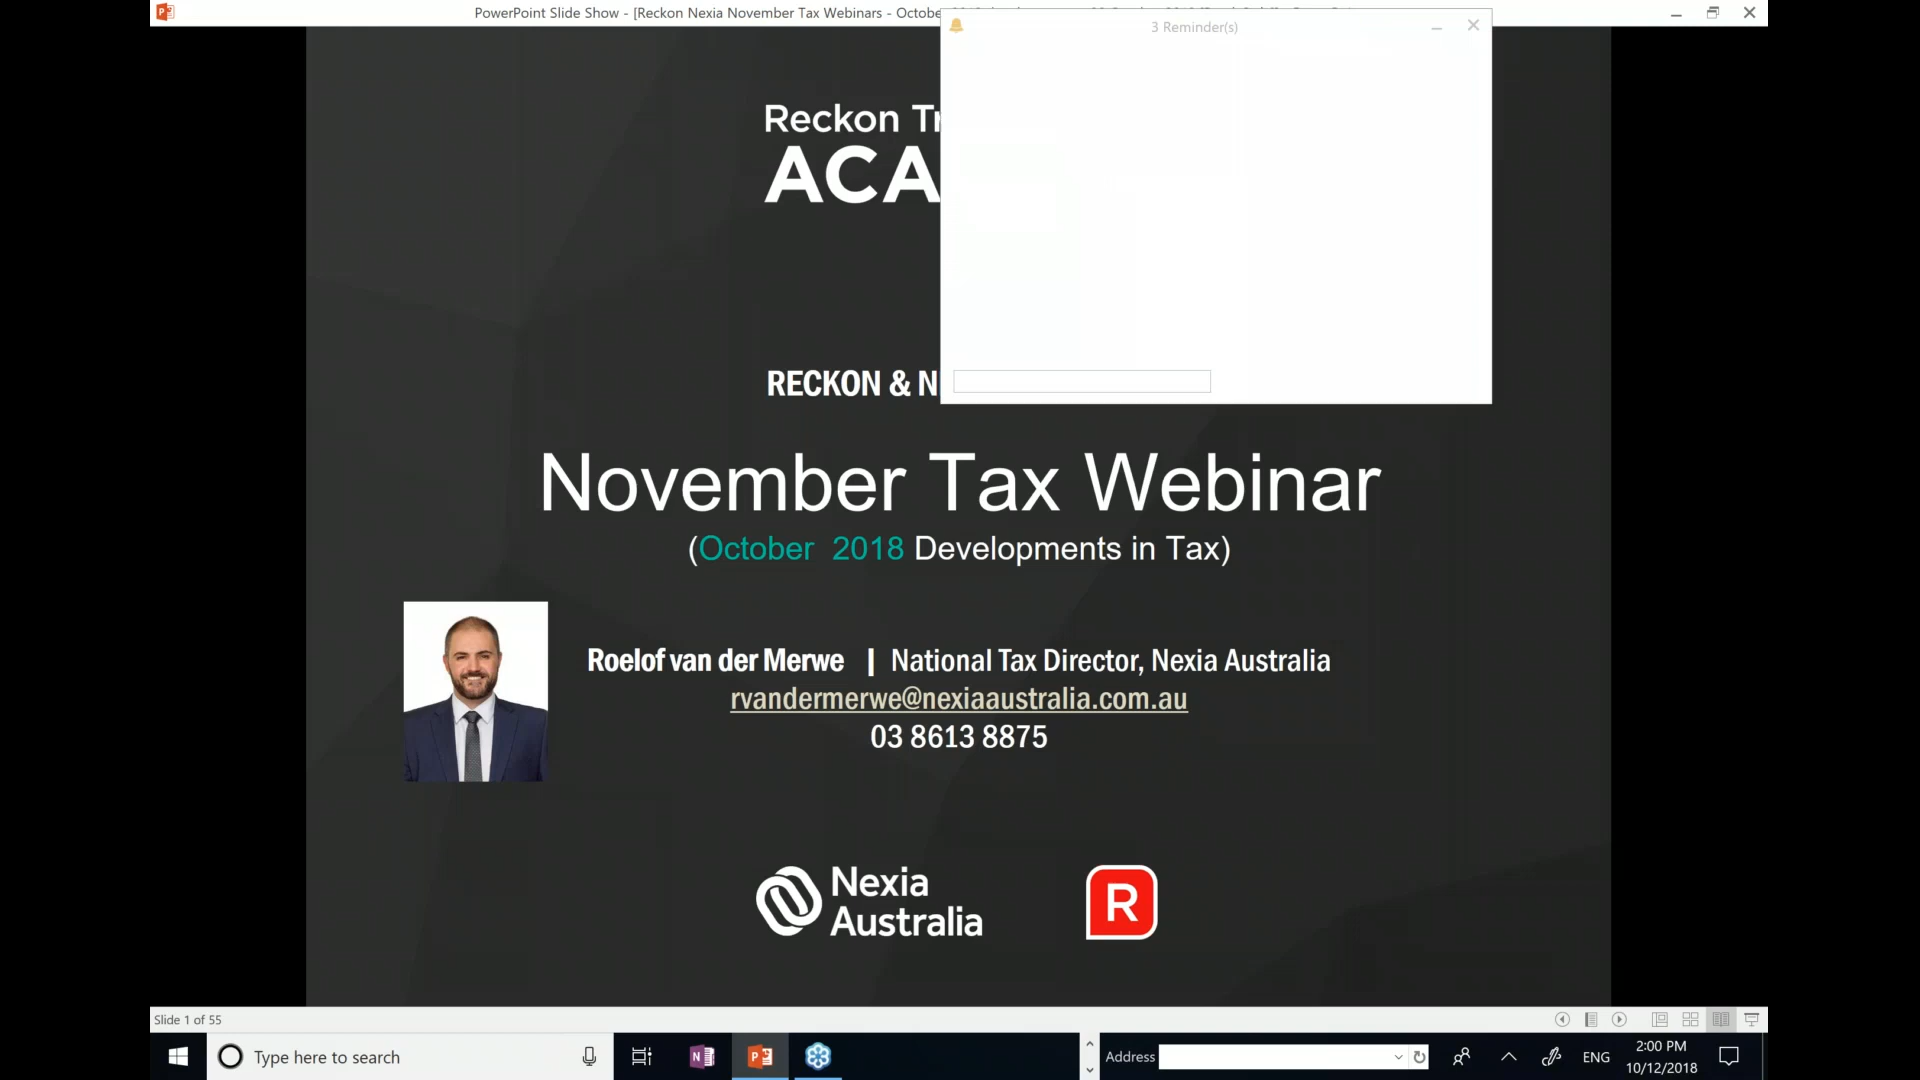 PowerPoint Slide Show - [Reckon Nexia November Tax Webinars - Octobe
3 Reminder(s)
Reckon Tr
ACA
RECKON & N
November Tax Webinar
(October 2018 Developments in Tax)
Roelof van der Merwe | National Tax Director, Nexia Australia
rvandermerwe@nexiaaustralia.com.au
03 8613 8875
Nexia
Australia
R
Slide 1 of 55
Type here to search
Address
ENG
2:00 PM
10/12/2018